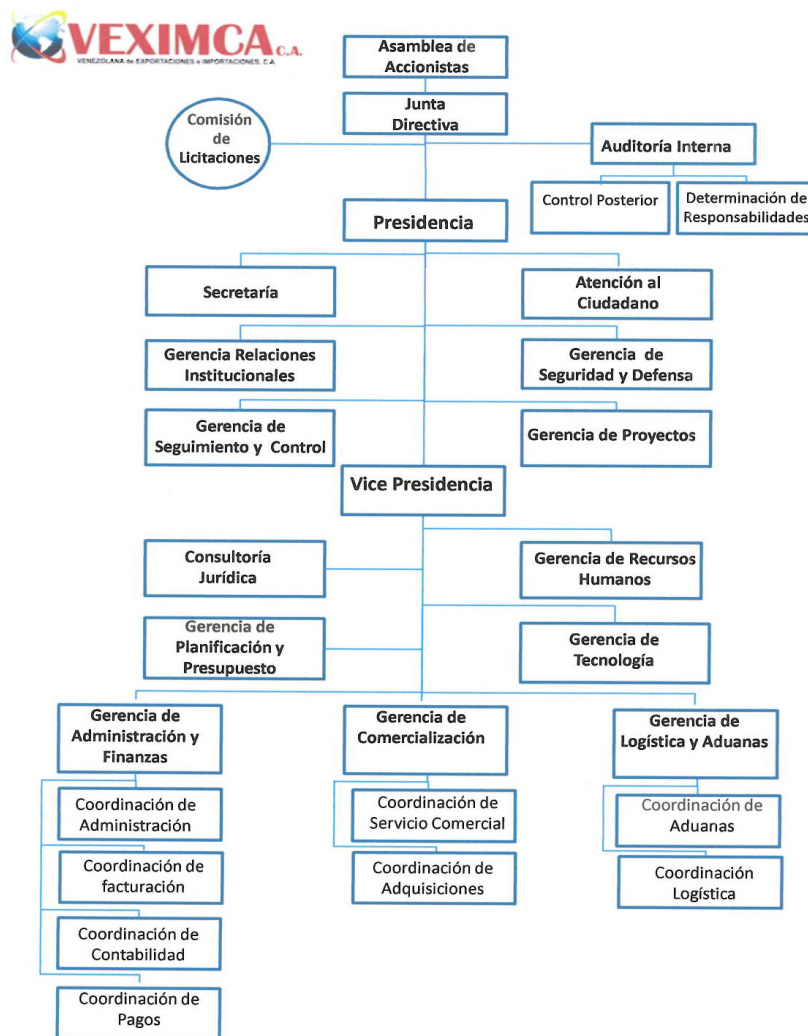 VEXIMCA C.A.
VENEZOLANA de EXPORTACIONES e IMPORTACIONES, C.A.
Asamblea de
Accionistas
Junta
Directiva
Comisión
de
Licitaciones
Auditoría Interna
Control Posterior
Determinación de
Responsabilidades
Presidencia
Secretaría
Atención al
Ciudadano
Gerencia Relaciones
Institucionales
Gerencia de
Seguridad y Defensa
Gerencia de
Seguimiento y Control
Gerencia de Proyectos
Vice Presidencia
Consultoría
Jurídica
Gerencia de Recursos
Humanos
Gerencia de
Planificación y
Presupuesto
Gerencia de
Tecnología
Gerencia de
Administración y
Finanzas
Gerencia de
Comercialización
Gerencia de
Logística y Aduanas
Coordinación de
Administración
Coordinación de
Servicio Comercial
Coordinación de
Aduanas
Coordinación de
facturación
Coordinación de
Adquisiciones
Coordinación
Logística
Coordinación de
Contabilidad
Coordinación de
Pagos